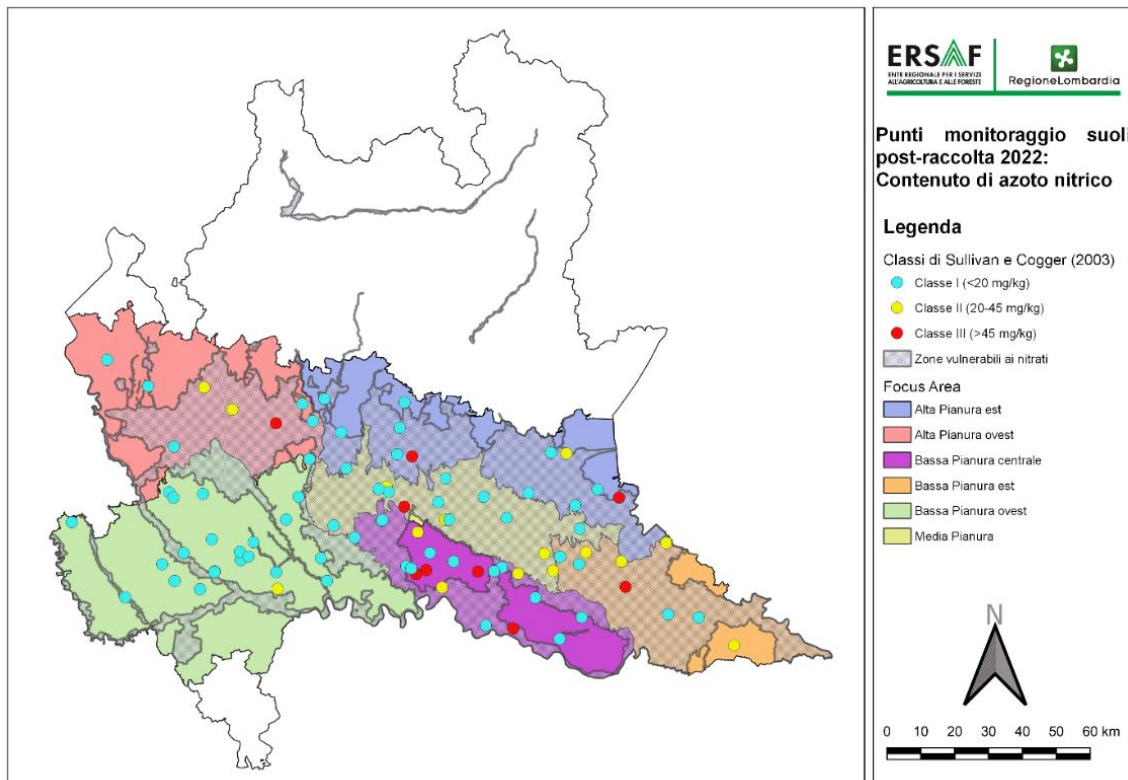 ERSAF
ENTE REGIONALE PER I SERVIZI
ALL'AGRICOLTURA E ALLE FORESTE
RegioneLombardia
Punti monitoraggio suoli
post-raccolta 2022:
Contenuto di azoto nitrico
Legenda
Classi di Sullivan e Cogger (2003)
Classe I (<20 mg/kg)
Classe II (20-45 mg/kg)
Classe III (>45 mg/kg)
Zone vulnerabili ai nitrati
Focus Area
Alta Pianura est
Alta Pianura ovest
Bassa Pianura centrale
Bassa Pianura est
Bassa Pianura ovest
Media Pianura
N
0 10 20 30 40 50 60 km